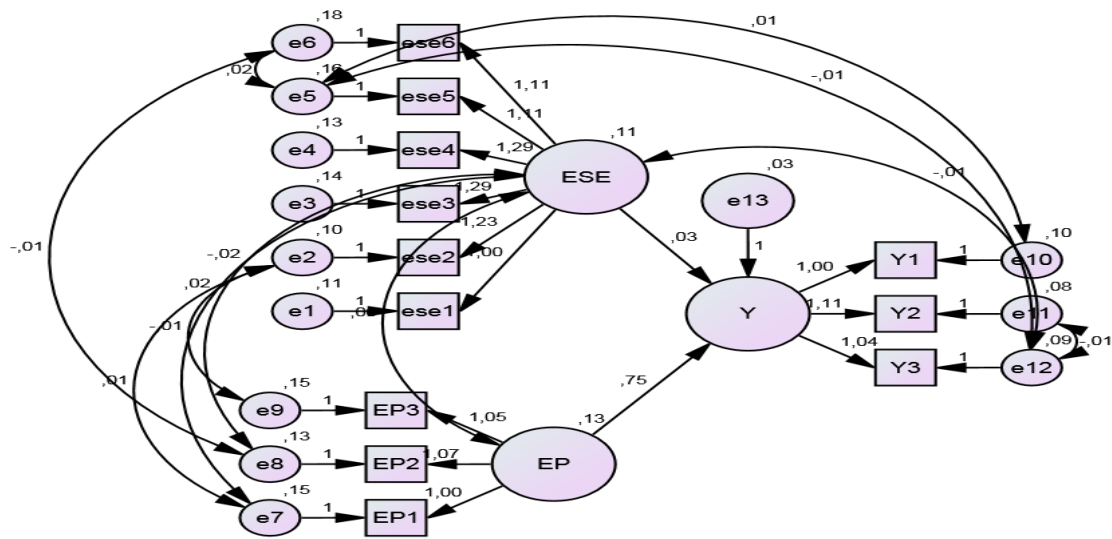 ,18
,01
e6
1
ese6
,02
,16
-,01
e5
1
ese5
1,11
1,11
,13
,11
e4
1
ese4
1,29
ESE
,03
-,01
,14
e13
e3
1
ese3
1,29
1,23
,10
,03
,10
-,01
-,02
e2
1
ese2
1,00
1
1,00
Y1
1
e10
,02
,11
,08
e1
1
ese1
Y
1,11
Y2
1
e11
-,01
1,04
,09
-,01
Y3
1
e12
,01
,15
,75
e9
1
EP3
1,05
,13
,13
e8
1
EP2
1,07
EP
,15
1,00
e7
1
EP1